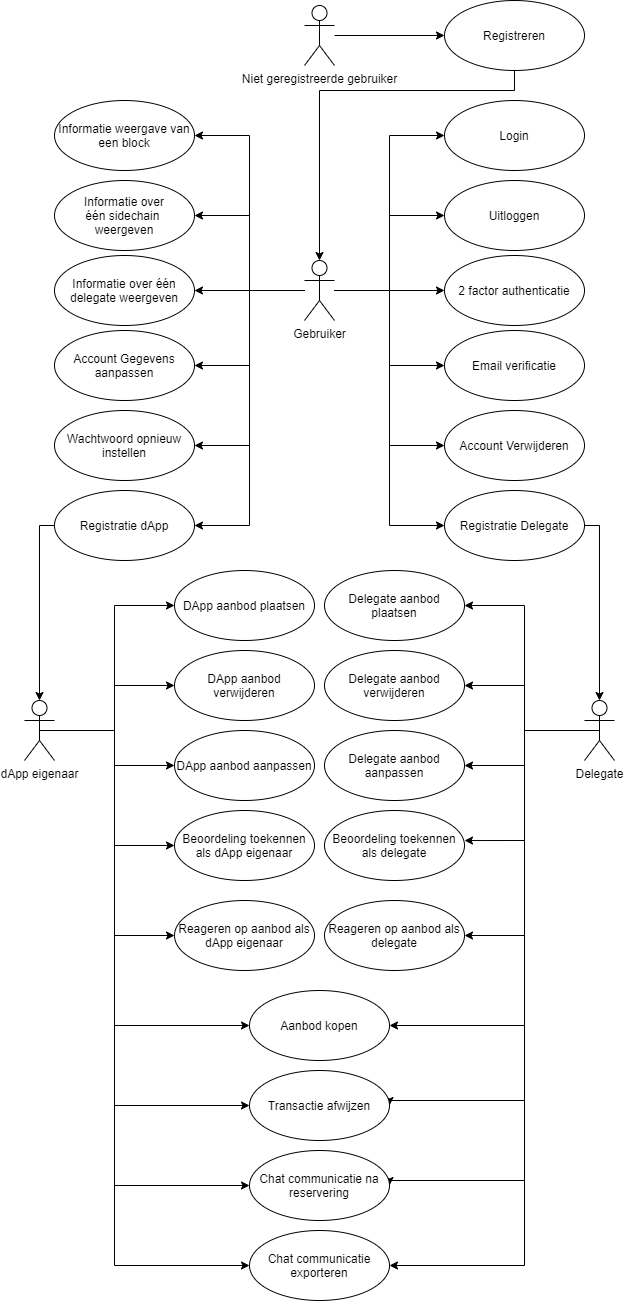 Registreren
Niet geregistreerde gebruiker
Informatie weergave van
een block
Login
Informatie over
één sidechain
weergeven
Uitloggen
Informatie over één
delegate weergeven
2 factor authenticatie
Gebruiker
Account Gegevens
aanpassen
Email verificatie
Wachtwoord opnieuw
instellen
Account Verwijderen
Registratie dApp
Registratie Delegate
DApp aanbod plaatsen
Delegate aanbod
plaatsen
DApp aanbod
verwijderen
Delegate aanbod
verwijderen
dApp eigenaar
Delegate
DApp aanbod aanpassen
Delegate aanbod
aanpassen
Beoordeling toekennen
als dApp eigenaar
Beoordeling toekennen
als delegate
Reageren op aanbod als
dApp eigenaar
Reageren op aanbod als
delegate
Aanbod kopen
Transactie afwijzen
Chat communicatie na
reservering
Chat communicatie
exporteren